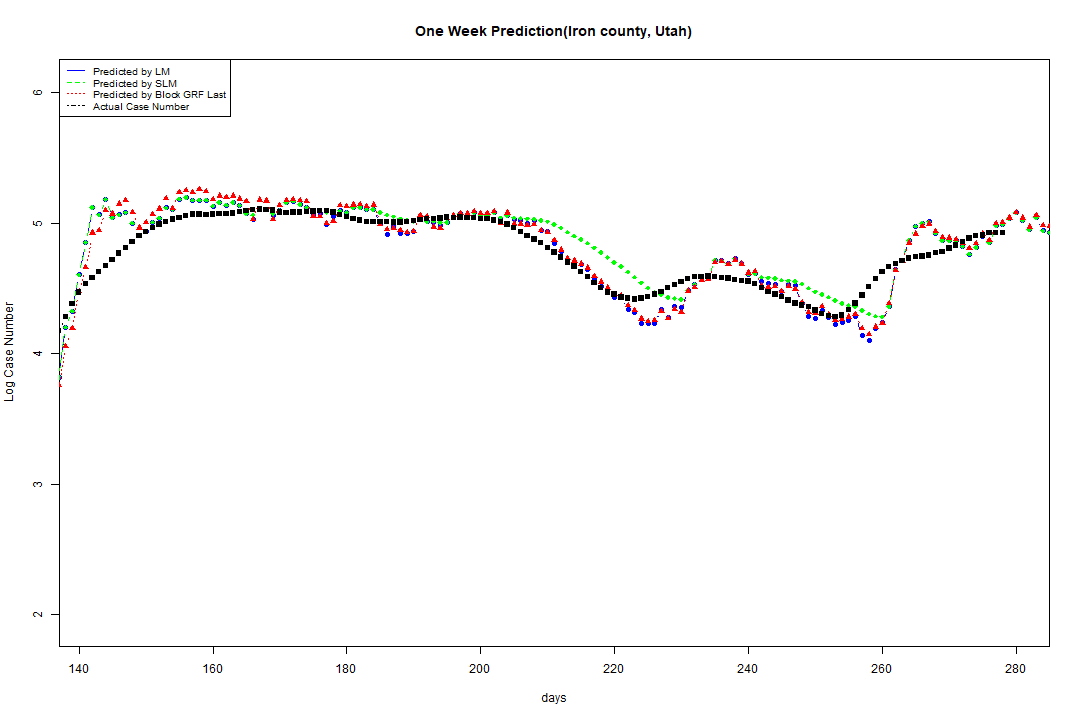 One Week Prediction(Iron county, Utah)
Predicted by LM
Predicted by SLM
Predicted by Block GRF Last
Actual Case Number
6
5
4
3
2
Log Case Number
140 160 180 200 220 240 260 280
days